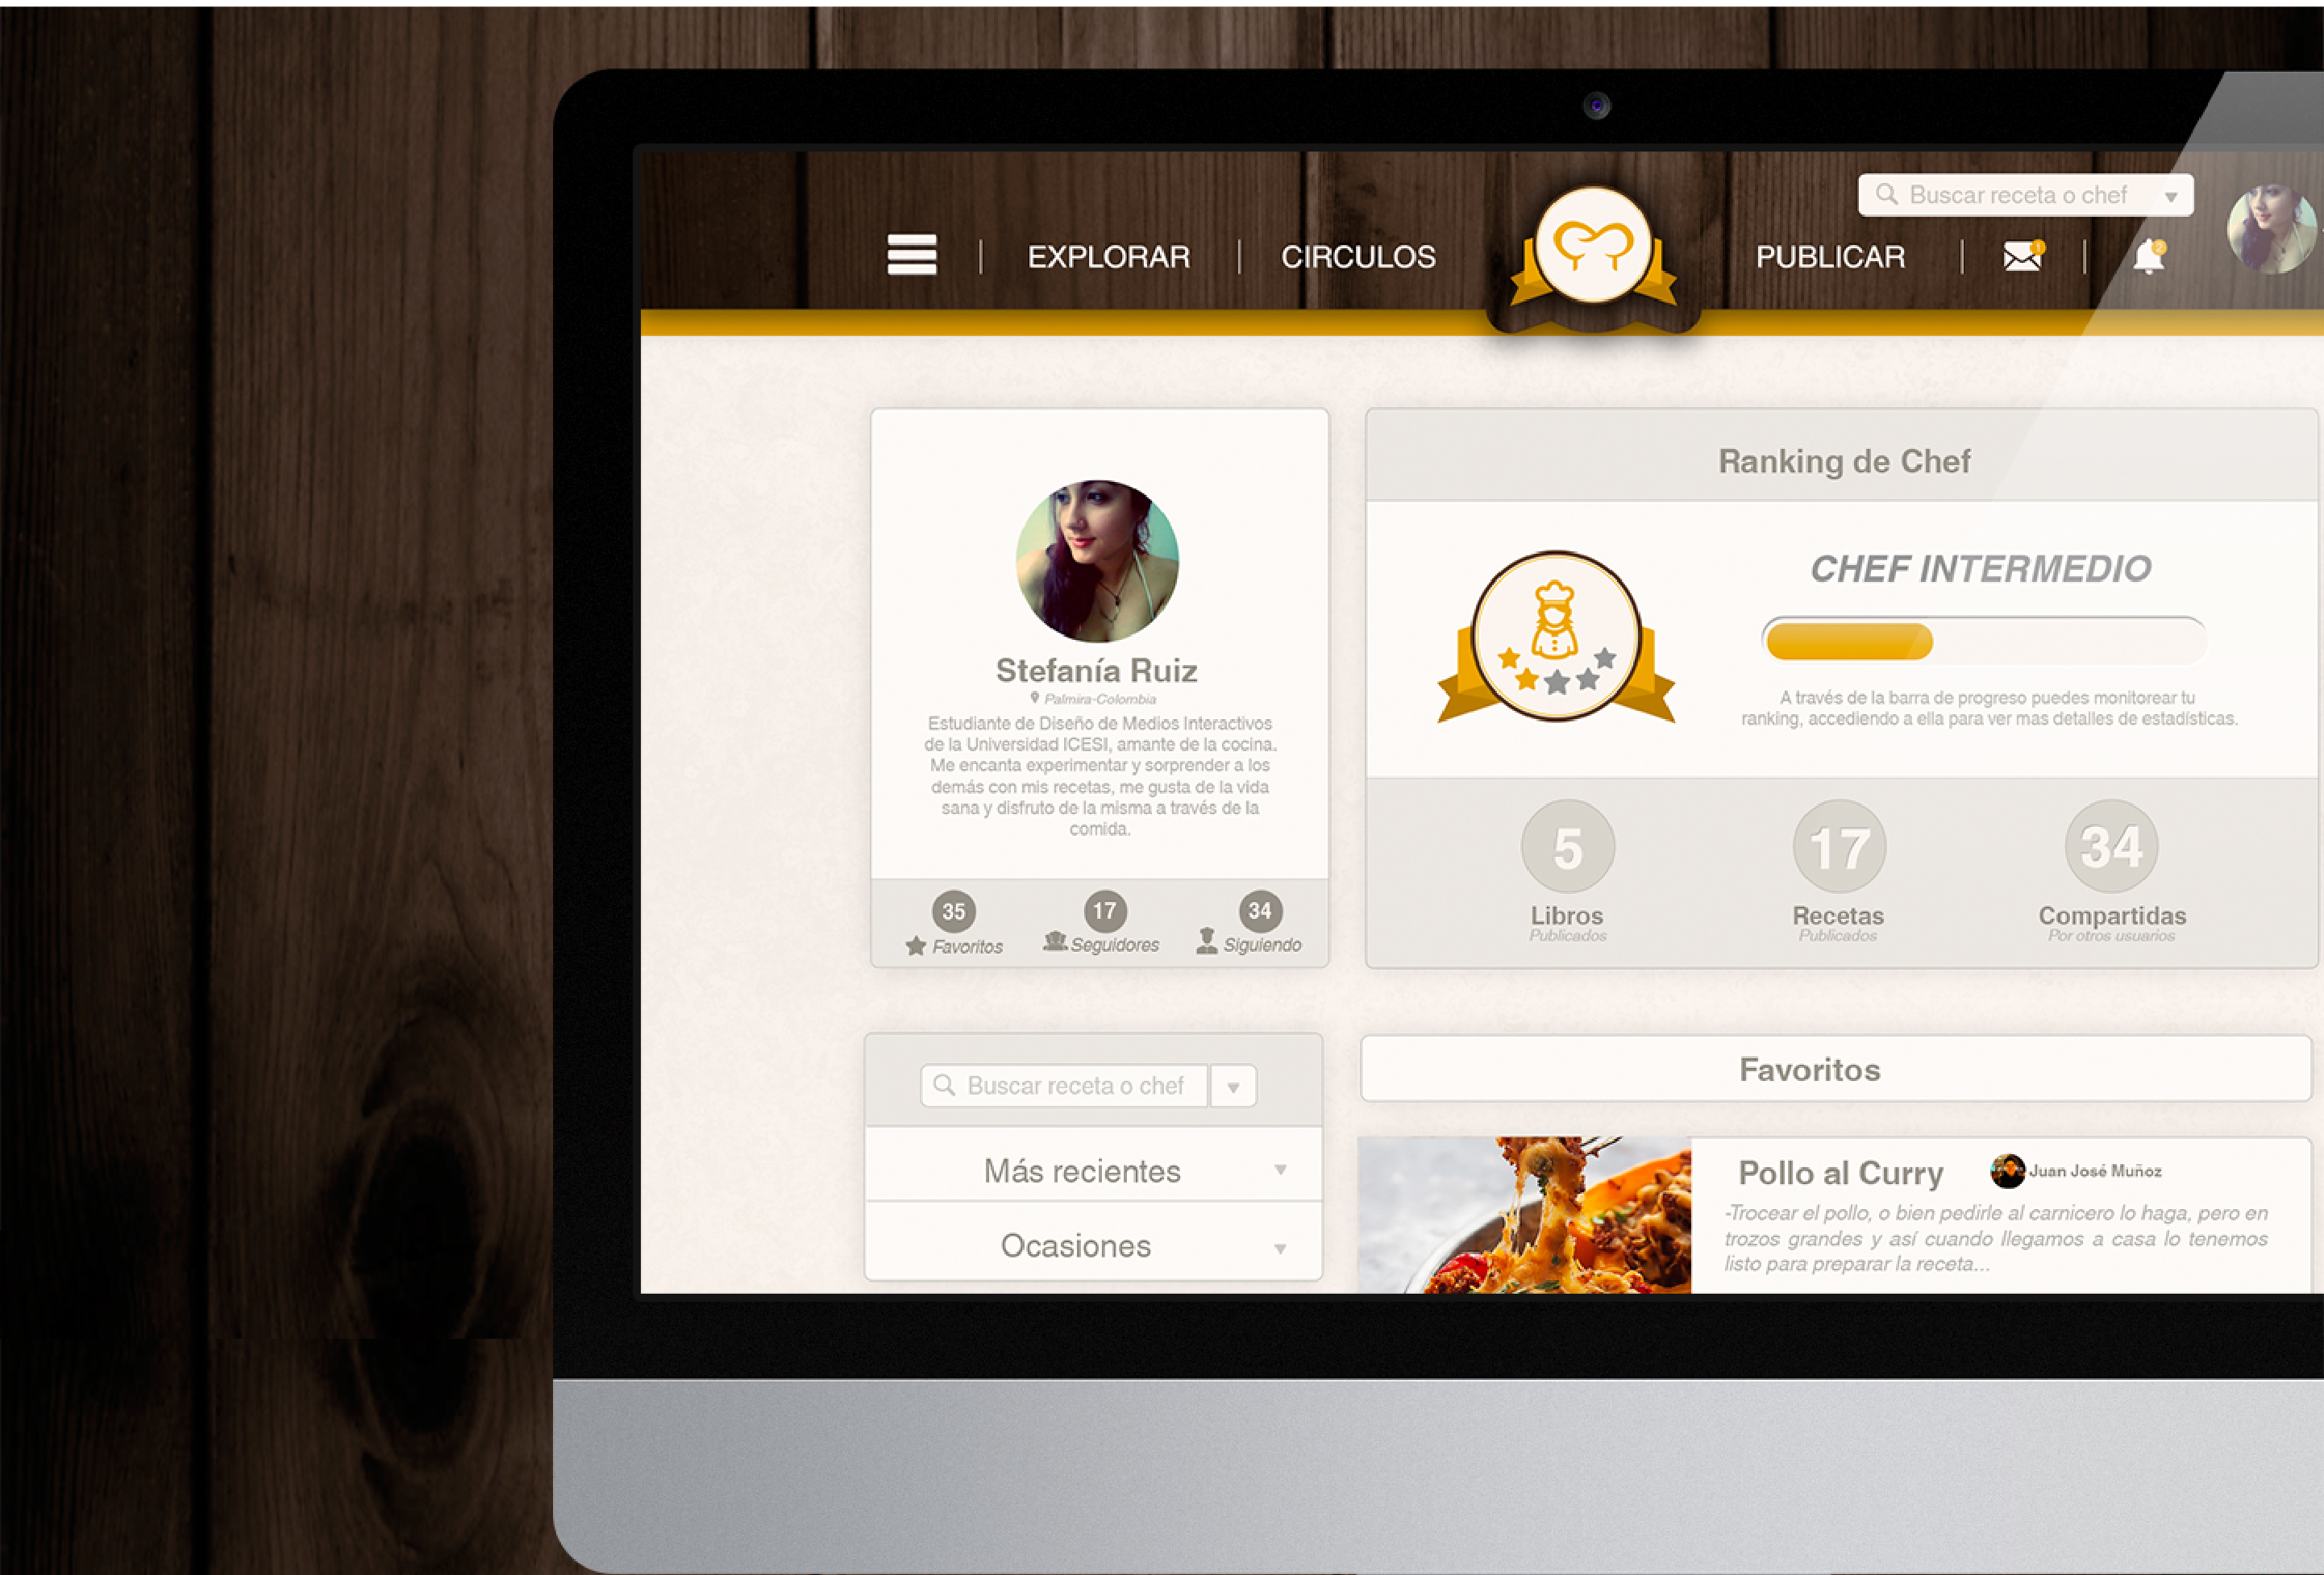 Buscar receta o chef
EXPLORAR
CIRCULOS
PUBLICAR
1
2
Stefanía Ruiz
Palmira-Colombia
Estudiante de Diseño de Medios Interactivos
de la Universidad ICESI, amante de la cocina.
Me encanta experimentar y sorprender a los
demás con mis recetas, me gusta de la vida
sana y disfruto de la misma a través de la
comida.
35
Favoritos
17
Seguidores
34
Siguiendo
Ranking de Chef
CHEF INTERMEDIO
A través de la barra de progreso puedes monitorear tu
ranking, accediendo a ella para ver mas detalles de estadísticas.
5
Libros
Publicados
17
Recetas
Publicados
34
Compartidas
Por otros usuarios
Buscar receta o chef
Más recientes
Ocasiones
Favoritos
Pollo al Curry
Juan José Muñoz
-Trocear el pollo, o bien pedirle al carnicero lo haga, pero en
trozos grandes y así cuando llegamos a casa lo tenemos
listo para preparar la receta...